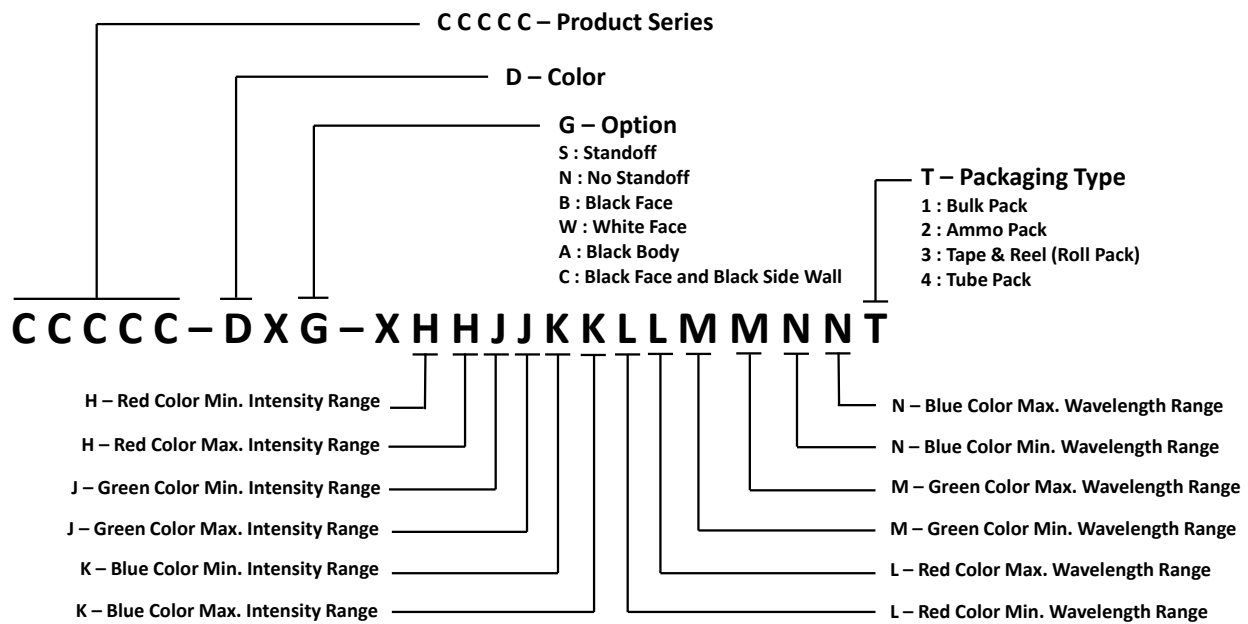 C C C C C – Product Series
D – Color
G – Option
S : Standoff
N : No Standoff
B : Black Face
W : White Face
A : Black Body
C : Black Face and Black Side Wall
T – Packaging Type
1 : Bulk Pack
2 : Ammo Pack
3 : Tape & Reel (Roll Pack)
4 : Tube Pack
C C C C C – D X G – X H H J J K K L L M M N N T
H – Red Color Min. Intensity Range
H – Red Color Max. Intensity Range
J – Green Color Min. Intensity Range
J – Green Color Max. Intensity Range
K – Blue Color Min. Intensity Range
K – Blue Color Max. Intensity Range
N – Blue Color Max. Wavelength Range
N – Blue Color Min. Wavelength Range
M – Green Color Max. Wavelength Range
M – Green Color Min. Wavelength Range
L – Red Color Max. Wavelength Range
L – Red Color Min. Wavelength Range